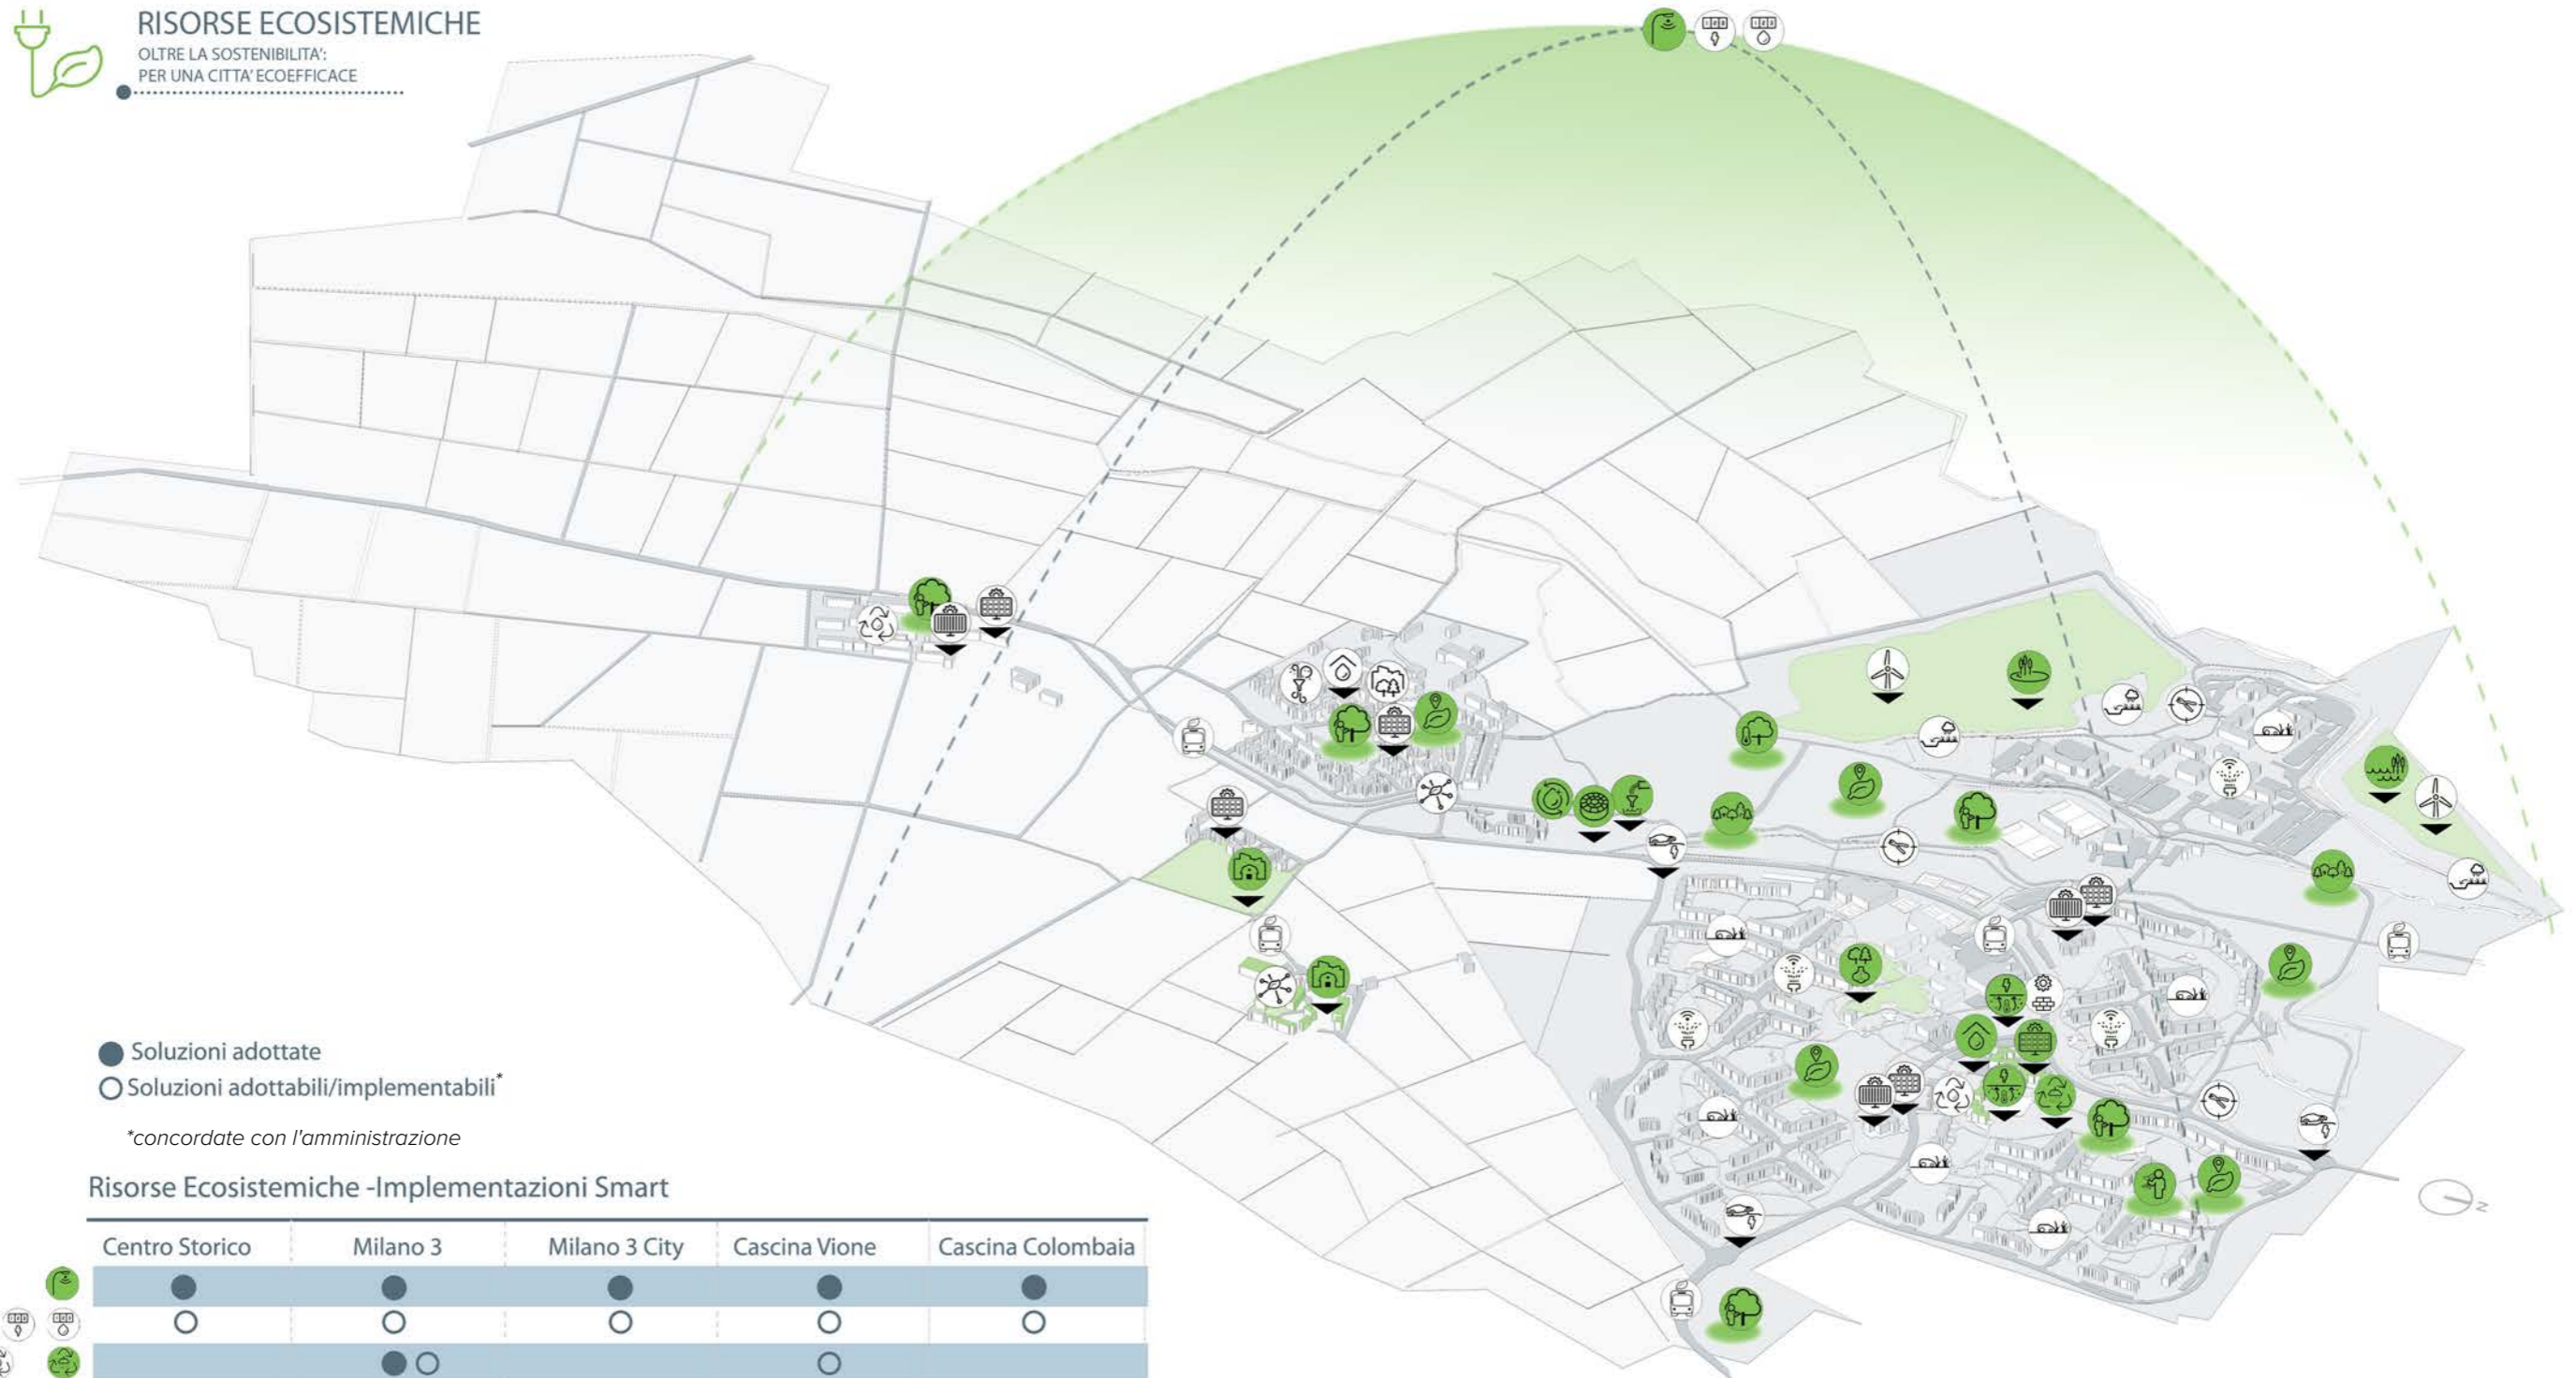 RISORSE ECOSISTEMICHE
OLTRE LA SOSTENIBILITA':
PER UNA CITTA' ECOEFFICACE
Soluzioni adottate
Soluzioni adottabili/implementabili*
*concordate con l'amministrazione
Risorse Ecosistemiche -Implementazioni Smart
Centro Storico Milano 3 Milano 3 City Cascina Vione Cascina Colombaia
N